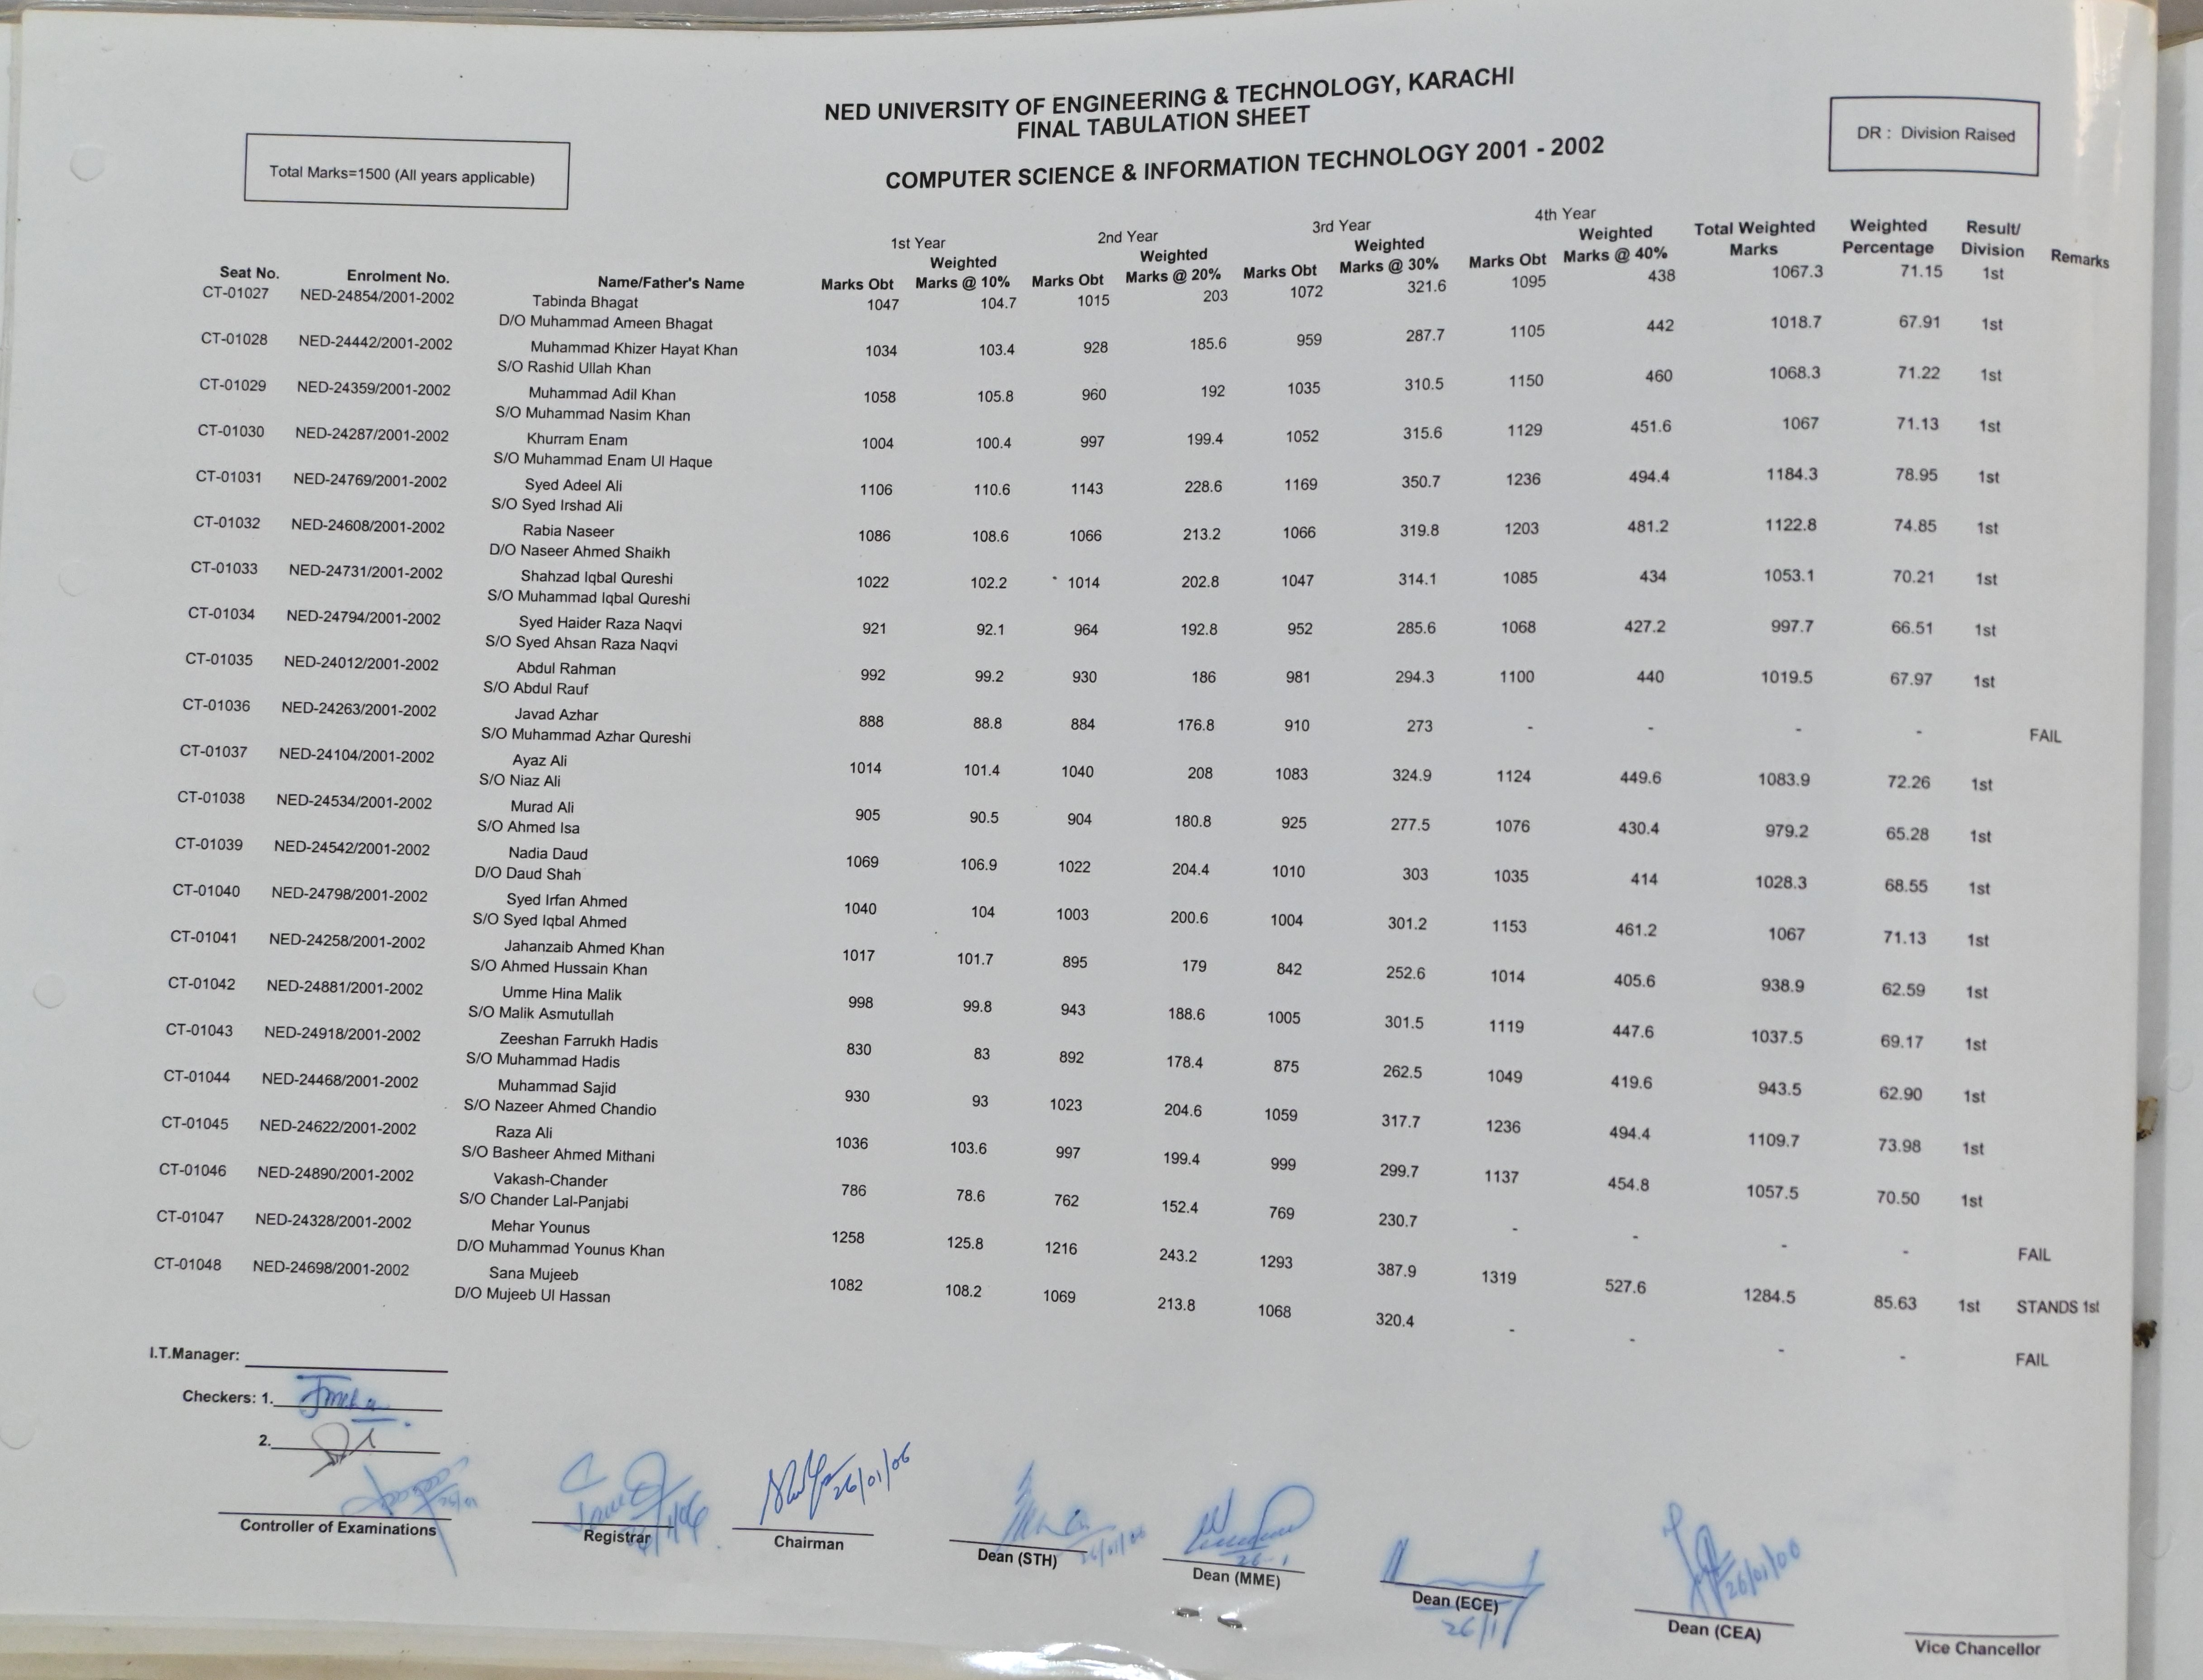 NED UNIVERSITY OF ENGINEERING & TECHNOLOGY, KARACHI
FINAL TABULATION SHEET
COMPUTER SCIENCE & INFORMATION TECHNOLOGY 2001 - 2002
Total Marks=1500 (All years applicable)
DR : Division Raised
1st Year 2nd Year 3rd Year 4th Year
Seat No. Enrolment No. Name/Father's Name Marks Obt Weighted Marks @ 10% Marks Obt Weighted Marks @ 20% Marks Obt Weighted Marks @ 30% Marks Obt Weighted Marks @ 40% Total Weighted Marks Weighted Percentage Result/ Division Remarks
CT-01027 NED-24854/2001-2002 Tabinda Bhagat 1047 104.7 1015 203 1072 321.6 1095 438 1067.3 71.15 1st
D/O Muhammad Ameen Bhagat
CT-01028 NED-24442/2001-2002 Muhammad Khizer Hayat Khan 1034 103.4 928 185.6 959 287.7 1105 442 1018.7 67.91 1st
S/O Rashid Ullah Khan
CT-01029 NED-24359/2001-2002 Muhammad Adil Khan 1058 105.8 960 192 1035 310.5 1150 460 1068.3 71.22 1st
S/O Muhammad Nasim Khan
CT-01030 NED-24287/2001-2002 Khurram Enam 1004 100.4 997 199.4 1052 315.6 1129 451.6 1067 71.13 1st
S/O Muhammad Enam Ul Haque
CT-01031 NED-24769/2001-2002 Syed Adeel Ali 1106 110.6 1143 228.6 1169 350.7 1236 494.4 1184.3 78.95 1st
S/O Syed Irshad Ali
CT-01032 NED-24608/2001-2002 Rabia Naseer 1086 108.6 1066 213.2 1066 319.8 1203 481.2 1122.8 74.85 1st
D/O Naseer Ahmed Shaikh
CT-01033 NED-24731/2001-2002 Shahzad Iqbal Qureshi 1022 102.2 1014 202.8 1047 314.1 1085 434 1053.1 70.21 1st
S/O Muhammad Iqbal Qureshi
CT-01034 NED-24794/2001-2002 Syed Haider Raza Naqvi 921 92.1 964 192.8 952 285.6 1068 427.2 997.7 66.51 1st
S/O Syed Ahsan Raza Naqvi
CT-01035 NED-24012/2001-2002 Abdul Rahman 992 99.2 930 186 981 294.3 1100 440 1019.5 67.97 1st
S/O Abdul Rauf
CT-01036 NED-24263/2001-2002 Javad Azhar 888 88.8 884 176.8 910 273 - - - - FAIL
S/O Muhammad Azhar Qureshi
CT-01037 NED-24104/2001-2002 Ayaz Ali 1014 101.4 1040 208 1083 324.9 1124 449.6 1083.9 72.26 1st
S/O Niaz Ali
CT-01038 NED-24534/2001-2002 Murad Ali 905 90.5 904 180.8 925 277.5 1076 430.4 979.2 65.28 1st
S/O Ahmed Isa
CT-01039 NED-24542/2001-2002 Nadia Daud 1069 106.9 1022 204.4 1010 303 1035 414 1028.3 68.55 1st
D/O Daud Shah
CT-01040 NED-24798/2001-2002 Syed Irfan Ahmed 1040 104 1003 200.6 1004 301.2 1153 461.2 1067 71.13 1st
S/O Syed Iqbal Ahmed
CT-01041 NED-24258/2001-2002 Jahanzaib Ahmed Khan 1017 101.7 895 179 842 252.6 1014 405.6 938.9 62.59 1st
S/O Ahmed Hussain Khan
CT-01042 NED-24881/2001-2002 Umme Hina Malik 998 99.8 943 188.6 1005 301.5 1119 447.6 1037.5 69.17 1st
S/O Malik Asmutullah
CT-01043 NED-24918/2001-2002 Zeeshan Farrukh Hadis 830 83 892 178.4 875 262.5 1049 419.6 943.5 62.90 1st
S/O Muhammad Hadis
CT-01044 NED-24468/2001-2002 Muhammad Sajid 930 93 1023 204.6 1059 317.7 1236 494.4 1109.7 73.98 1st
S/O Nazeer Ahmed Chandio
CT-01045 NED-24622/2001-2002 Raza Ali 1036 103.6 997 199.4 999 299.7 1137 454.8 1057.5 70.50 1st
S/O Basheer Ahmed Mithani
CT-01046 NED-24890/2001-2002 Vakash-Chander 786 78.6 762 152.4 769 230.7 - - - - FAIL
S/O Chander Lal-Panjabi
CT-01047 NED-24328/2001-2002 Mehar Younus 1258 125.8 1216 243.2 1293 387.9 1319 527.6 1284.5 85.63 1st STANDS 1st
D/O Muhammad Younus Khan
CT-01048 NED-24698/2001-2002 Sana Mujeeb 1082 108.2 1069 213.8 1068 320.4 - - - - FAIL
D/O Mujeeb Ul Hassan
I.T.Manager:
Checkers: 1.
2.
26/01/06
26/01/06
26/01/06
26-1
26/1
Controller of Examinations
Registrar
Chairman
Dean (STH)
Dean (MME)
Dean (ECE)
Dean (CEA)
Vice Chancellor